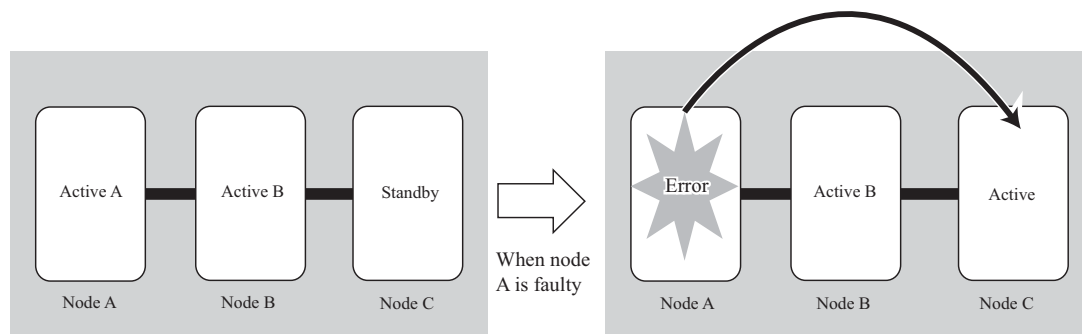 Active A
Active B
Standby
Node A
Node B
Node C
When node
A is faulty
Error
Active B
Active
Node A
Node B
Node C